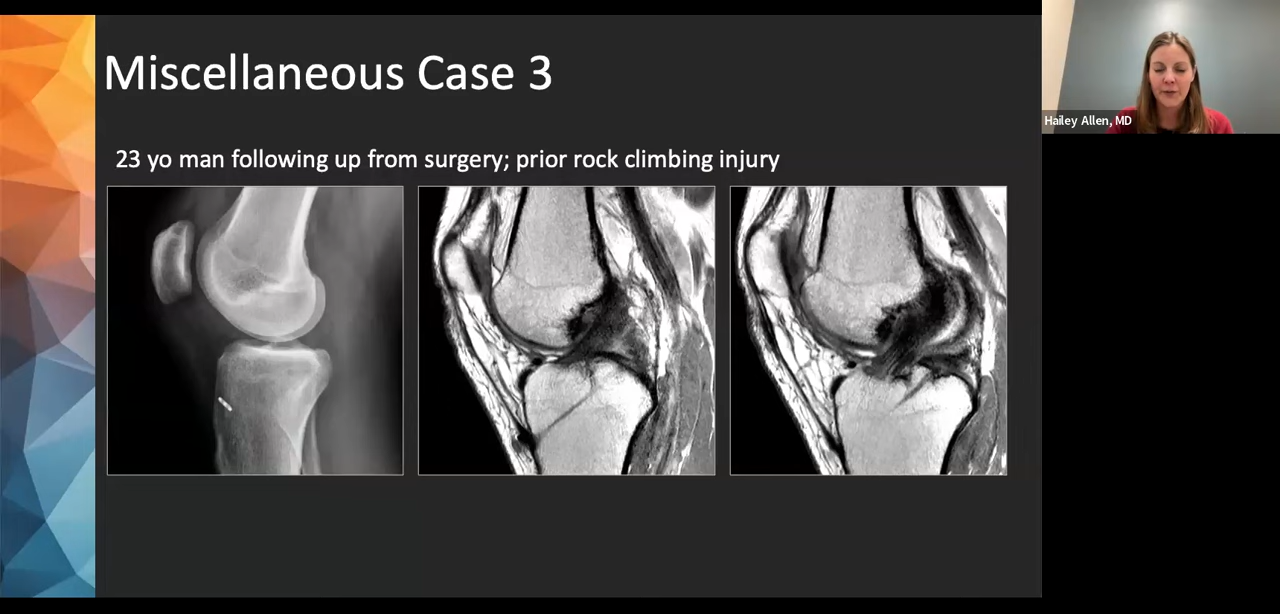 Miscellaneous Case 3
Hailey Allen, MD
23 yo man following up from surgery; prior rock climbing injury